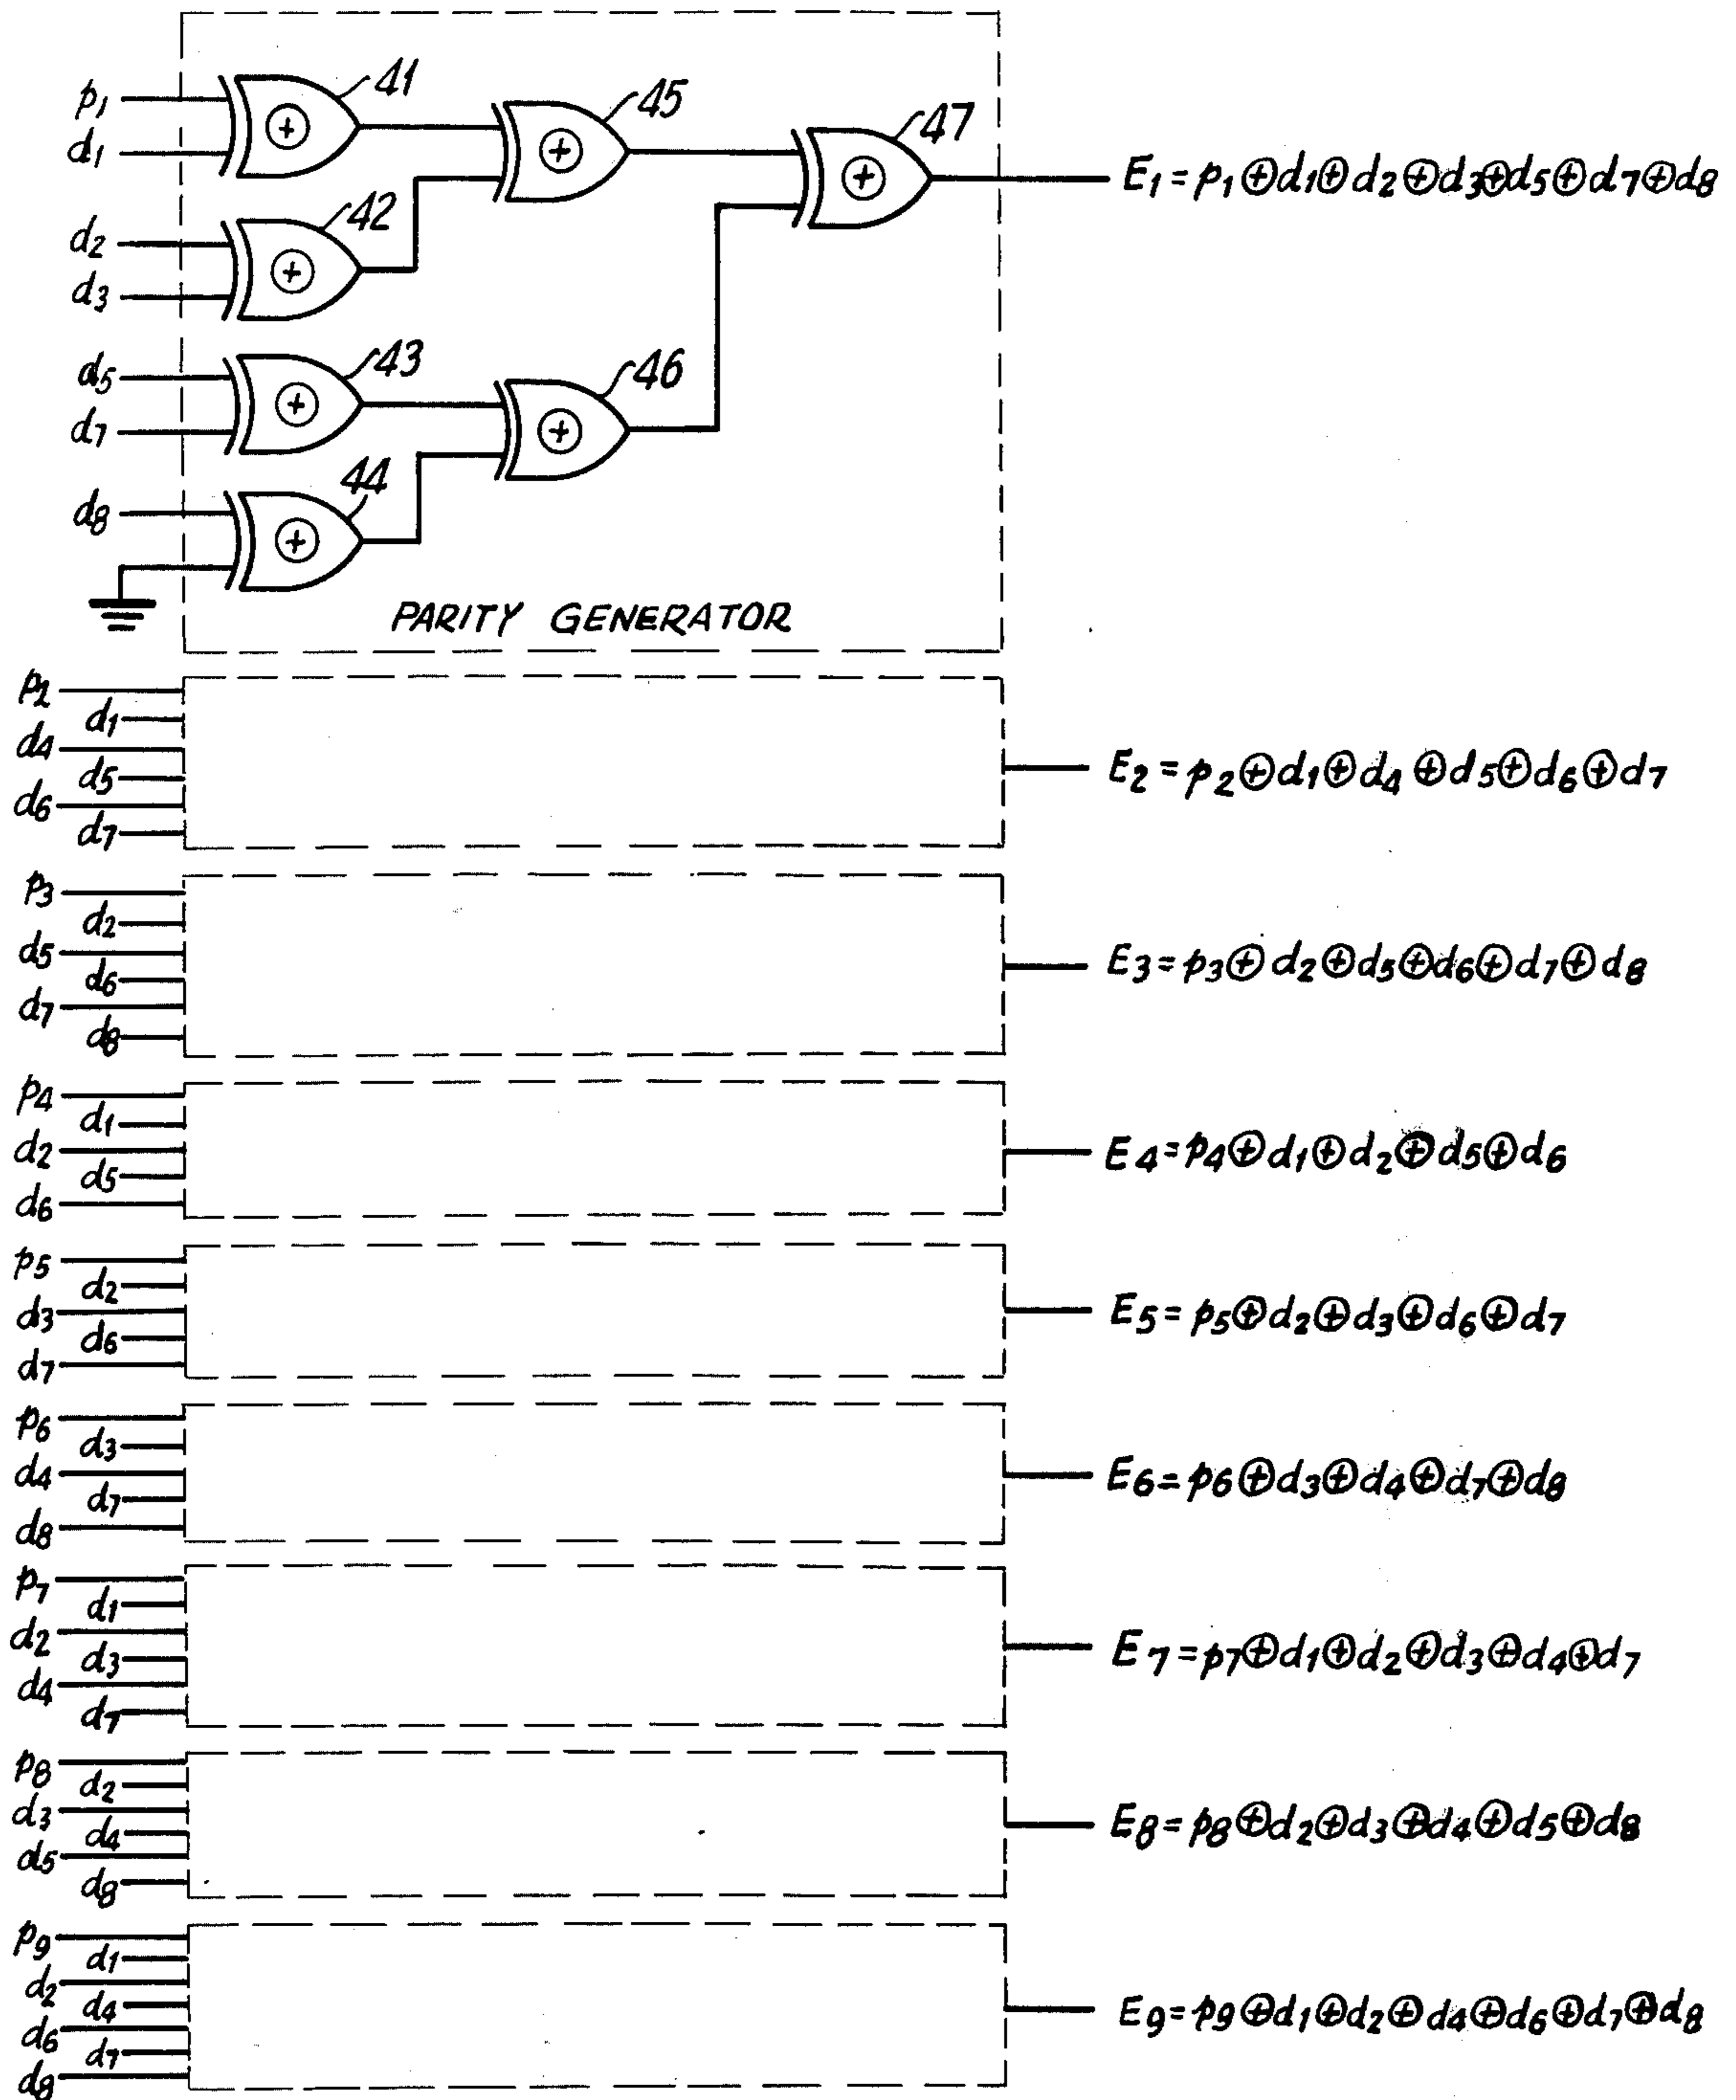 41
45
47
p1
d1
E1 = p1 ⊕ d1 ⊕ d2 ⊕ d3 ⊕ d5 ⊕ d7 ⊕ d8
42
d2
d3
43
46
d5
d7
44
d8
PARITY GENERATOR
p2
d1
d4
d5
d6
d7
E2 = p2 ⊕ d1 ⊕ d4 ⊕ d5 ⊕ d6 ⊕ d7
p3
d2
d5
d6
d7
d8
E3 = p3 ⊕ d2 ⊕ d5 ⊕ d6 ⊕ d7 ⊕ d8
p4
d1
d2
d5
d6
E4 = p4 ⊕ d1 ⊕ d2 ⊕ d5 ⊕ d6
p5
d2
d3
d6
d7
E5 = p5 ⊕ d2 ⊕ d3 ⊕ d6 ⊕ d7
p6
d3
d4
d7
d8
E6 = p6 ⊕ d3 ⊕ d4 ⊕ d7 ⊕ d8
p7
d1
d2
d3
d4
d7
E7 = p7 ⊕ d1 ⊕ d2 ⊕ d3 ⊕ d4 ⊕ d7
p8
d2
d3
d4
d5
d8
E8 = p8 ⊕ d2 ⊕ d3 ⊕ d4 ⊕ d5 ⊕ d8
p9
d1
d2
d4
d6
d7
d8
E9 = p9 ⊕ d1 ⊕ d2 ⊕ d4 ⊕ d6 ⊕ d7 ⊕ d8